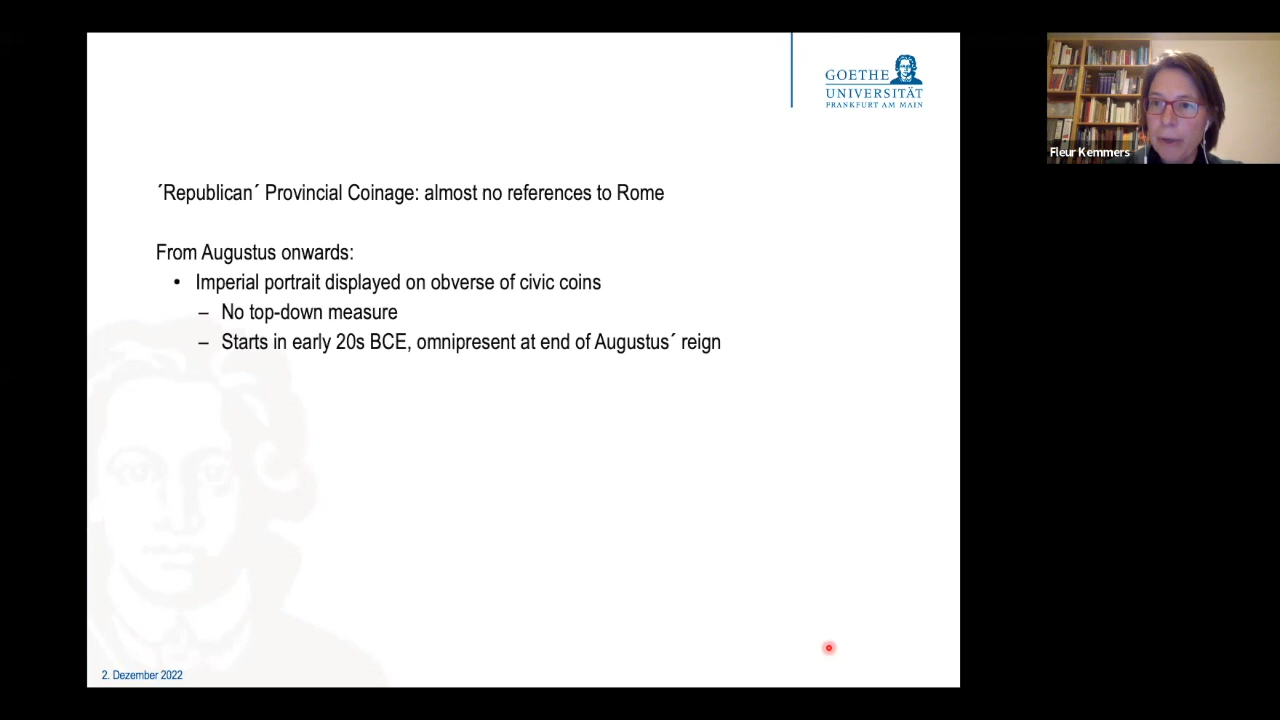 GOETHE
UNIVERSITÄT
FRANKFURT AM MAIN
Fleur Kemmers
´Republican´ Provincial Coinage: almost no references to Rome
From Augustus onwards:
• Imperial portrait displayed on obverse of civic coins
– No top-down measure
– Starts in early 20s BCE, omnipresent at end of Augustus´ reign
2. Dezember 2022